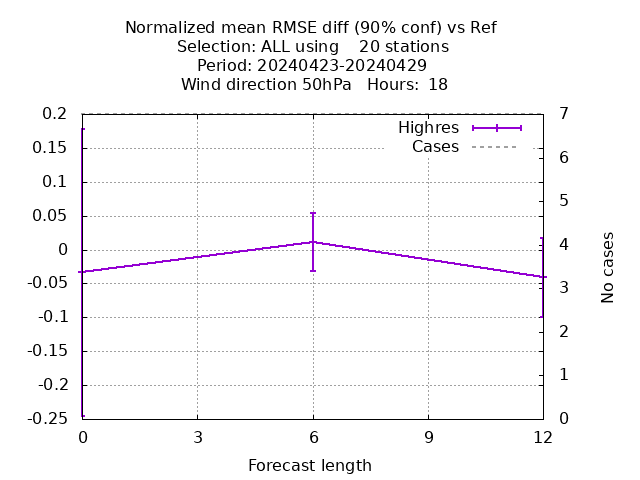 Normalized mean RMSE diff (90% conf) vs Ref
Selection: ALL using    20 stations
Period: 20240423-20240429
Wind direction 50hPa   Hours:  18
Highres
Cases
0.2
0.15
0.1
0.05
0
-0.05
-0.1
-0.15
-0.2
-0.25
7
6
5
4
3
2
1
0
No cases
0 3 6 9 12
Forecast length